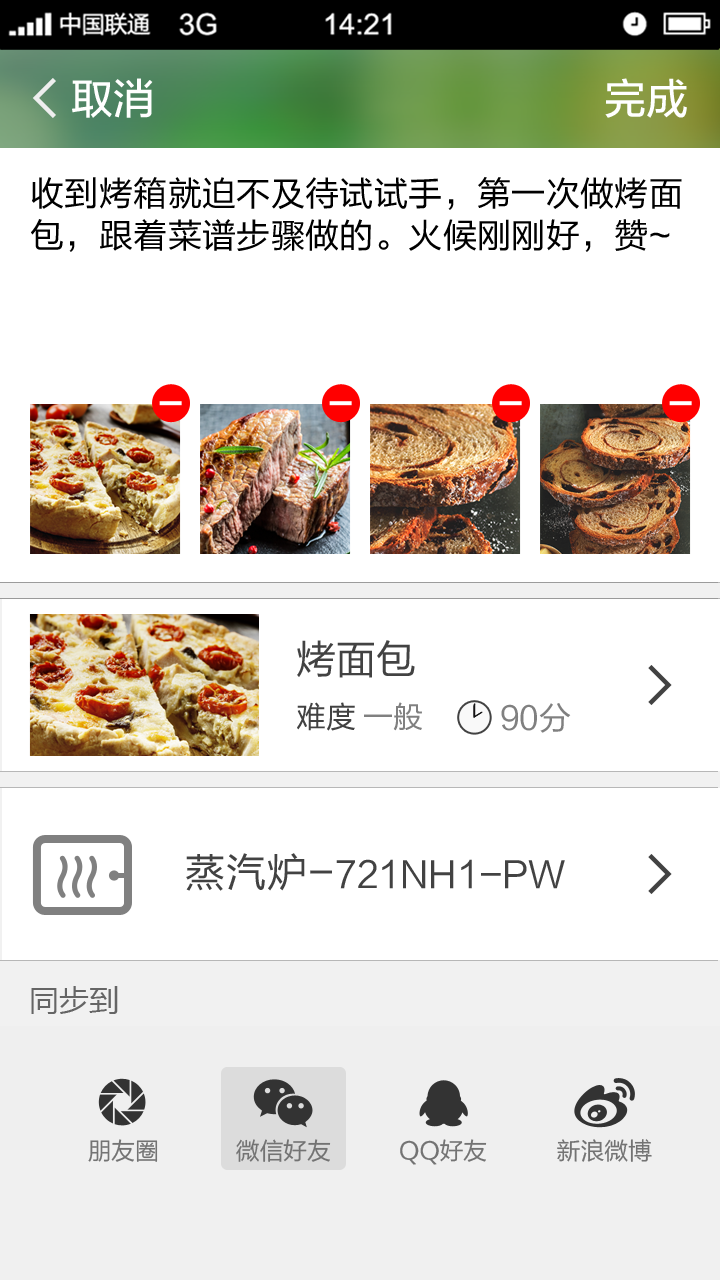 中国联通 3G 14:21
取消 完成
收到烤箱就迫不及待试试手，第一次做烤面
包，跟着菜谱步骤做的。火候刚刚好，赞~
烤面包
难度 一般 90分
蒸汽炉-721NH1-PW
同步到
朋友圈 微信好友 QQ好友 新浪微博